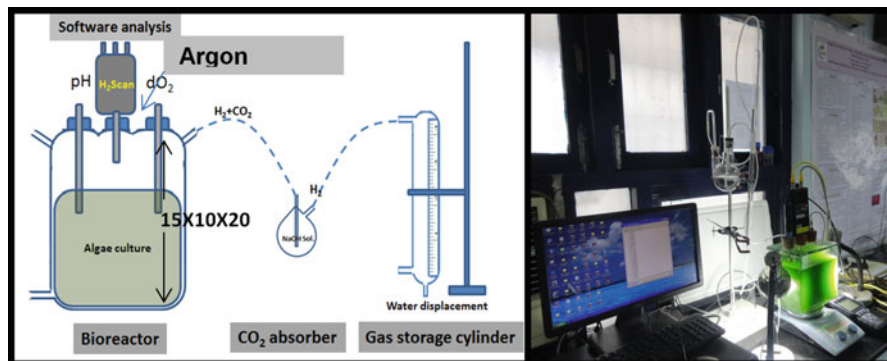 Software analysis
Argon
pH
H₂Scan
dO₂
H₂+CO₂
H₂
15X10X20
NaOH Sol.
Algae culture
Water displacement
Bioreactor
CO₂ absorber
Gas storage cylinder